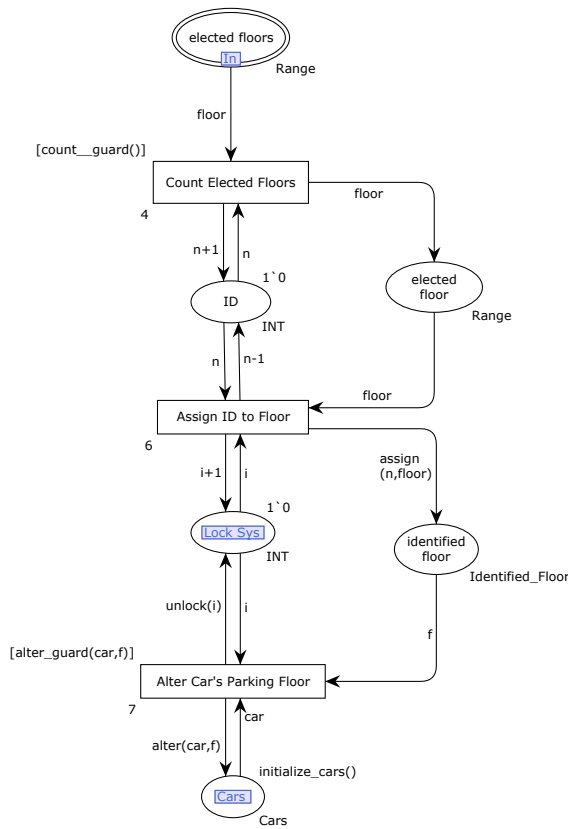 elected floors
In
Range
floor
[count__guard()]
Count Elected Floors
4
floor
n+1
n
1`0
ID
INT
elected
floor
Range
n
n-1
floor
Assign ID to Floor
6
i+1
i
assign
(n,floor)
1`0
Lock Sys
INT
identified
floor
Identified_Floor
unlock(i)
i
f
[alter_guard(car,f)]
Alter Car's Parking Floor
7
car
alter(car,f)
initialize_cars()
Cars
Cars